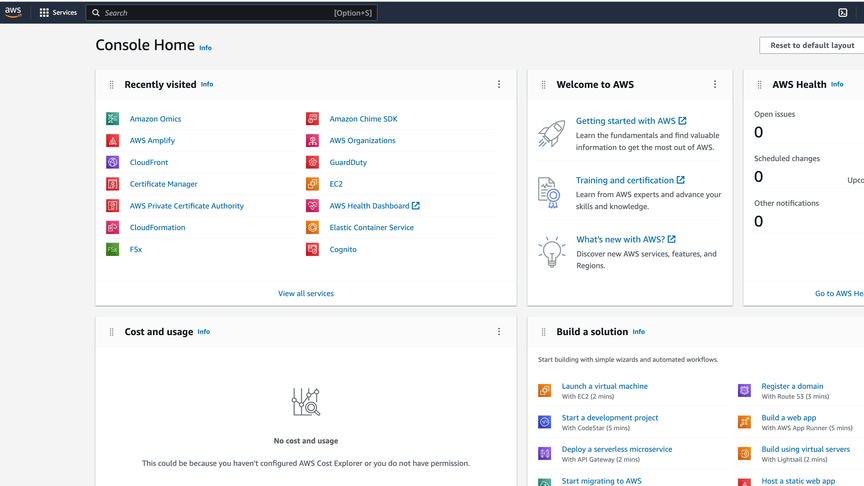 aws
Services
Search
[Option+S]
Console Home Info
Reset to default layout
Recently visited Info
Amazon Omics
AWS Amplify
CloudFront
Certificate Manager
AWS Private Certificate Authority
CloudFormation
FSx
FSx
Amazon Chime SDK
AWS Organizations
GuardDuty
EC2
AWS Health Dashboard
Elastic Container Service
Cognito
View all services
Welcome to AWS
Getting started with AWS
Learn the fundamentals and find valuable
information to get the most out of AWS.
Training and certification
Learn from AWS experts and advance your
skills and knowledge.
What's new with AWS?
Discover new AWS services, features, and
Regions.
AWS Health Info
Open issues
0
Scheduled changes
0
Upco
Other notifications
0
Go to AWS He
Cost and usage Info
No cost and usage
This could be because you haven't configured AWS Cost Explorer or you do not have permission.
Build a solution Info
Start building with simple wizards and automated workflows.
Launch a virtual machine
With EC2 (2 mins)
Start a development project
With CodeStar (5 mins)
Deploy a serverless microservice
With API Gateway (2 mins)
Start migrating to AWS
Register a domain
With Route 53 (3 mins)
Build a web app
With AWS App Runner (5 mins)
Build using virtual servers
With Lightsail (2 mins)
Host a static web app